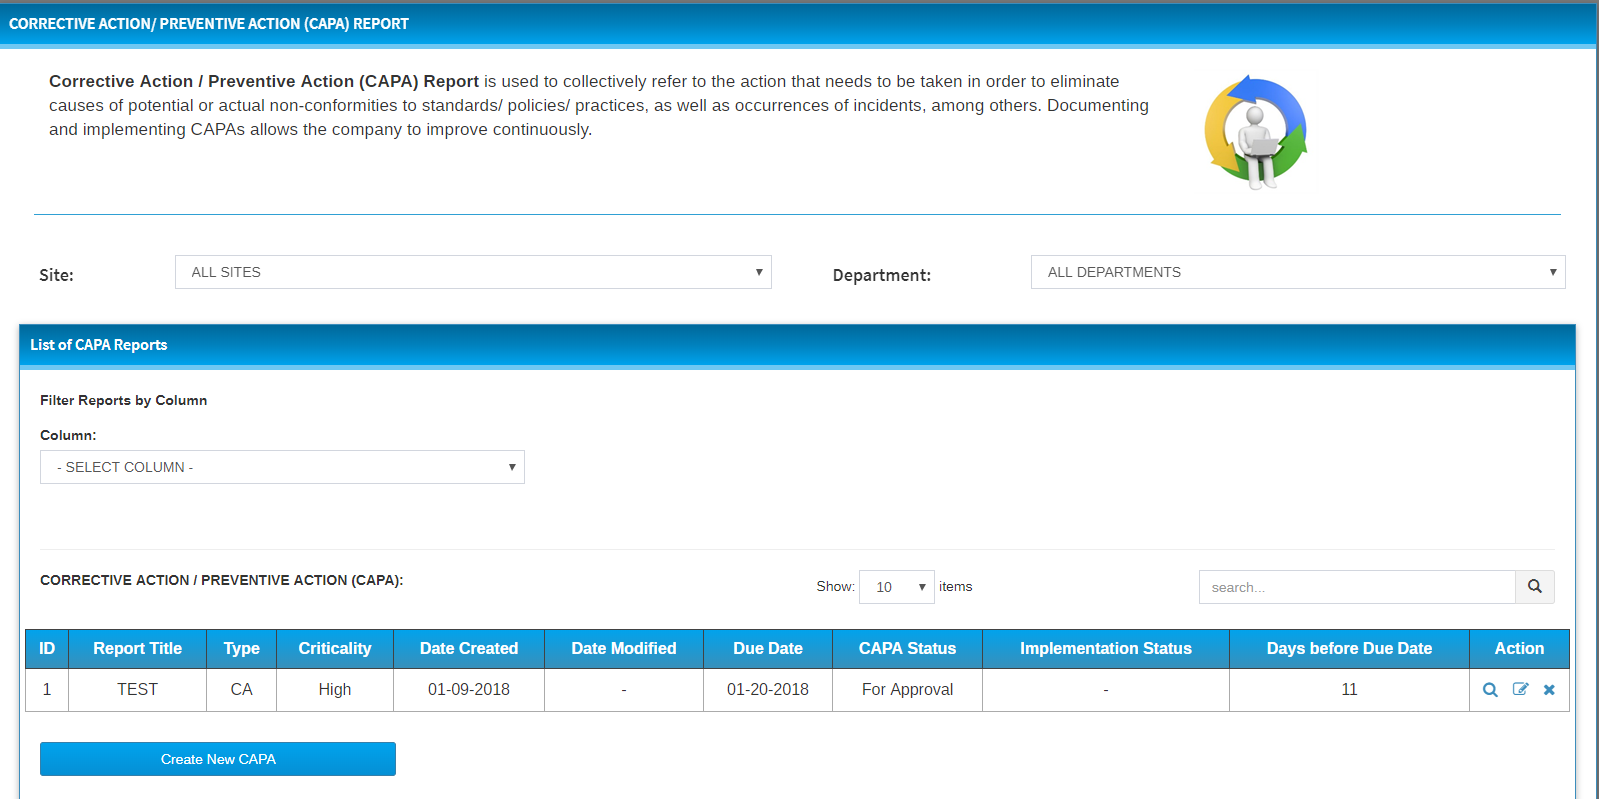 CORRECTIVE ACTION/ PREVENTIVE ACTION (CAPA) REPORT
Corrective Action / Preventive Action (CAPA) Report is used to collectively refer to the action that needs to be taken in order to eliminate
causes of potential or actual non-conformities to standards/ policies/ practices, as well as occurrences of incidents, among others. Documenting
and implementing CAPAs allows the company to improve continuously.
Site: ALL SITES Department: ALL DEPARTMENTS
List of CAPA Reports
Filter Reports by Column
Column:
- SELECT COLUMN -
CORRECTIVE ACTION / PREVENTIVE ACTION (CAPA): Show: 10 items search...
ID Report Title Type Criticality Date Created Date Modified Due Date CAPA Status Implementation Status Days before Due Date Action
1 TEST CA High 01-09-2018 - 01-20-2018 For Approval - 11
Create New CAPA